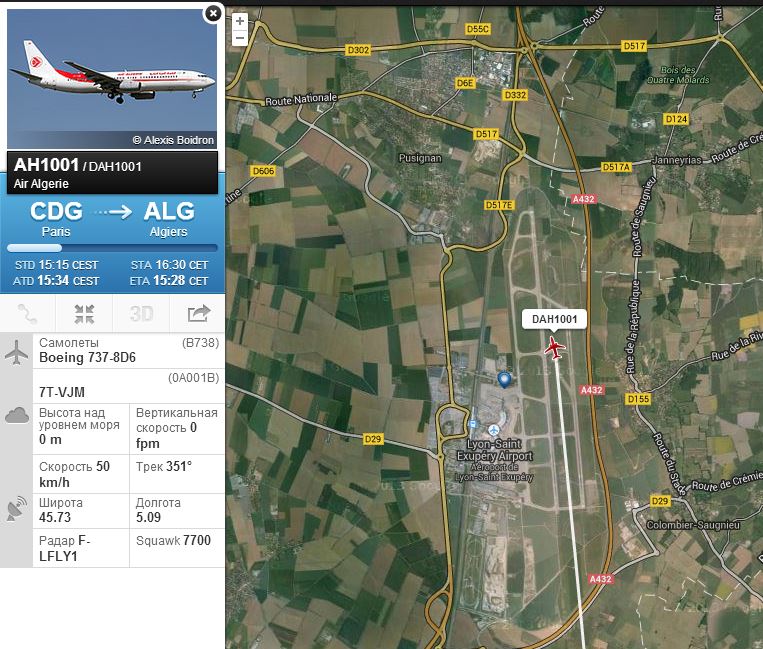 © Alexis Boidron
AH1001 / DAH1001
Air Algerie
CDG ALG
Paris Algiers
STD 15:15 CEST STA 16:30 CET
ATD 15:34 CEST ETA 15:28 CET
3D
Самолеты (B738)
Boeing 737-8D6
(0A001B)
7T-VJM
Высота над
уровнем моря
0 m
Вертикальная
скорость 0
fpm
Скорость 50
km/h
Трек 351°
Широта
45.73
Долгота
5.09
Радар F-
LFLY1
Squawk 7700
+
−
D55C
Route
D302
D517
D6E
Bois des
Quatre Molards
D332
Route Nationale
D124
D517
Pusignan
Janneyrias
D517A
D606
A432
D517E
Route de Saugnieu
DAH1001
Rue de la République
A432
D155
D29
Lyon-Saint
Exupéry Airport
Aéroport de
Lyon-Saint Exupéry
Route du Stade
Route de Crémie
D29
Colombier-Saugnieu
A432